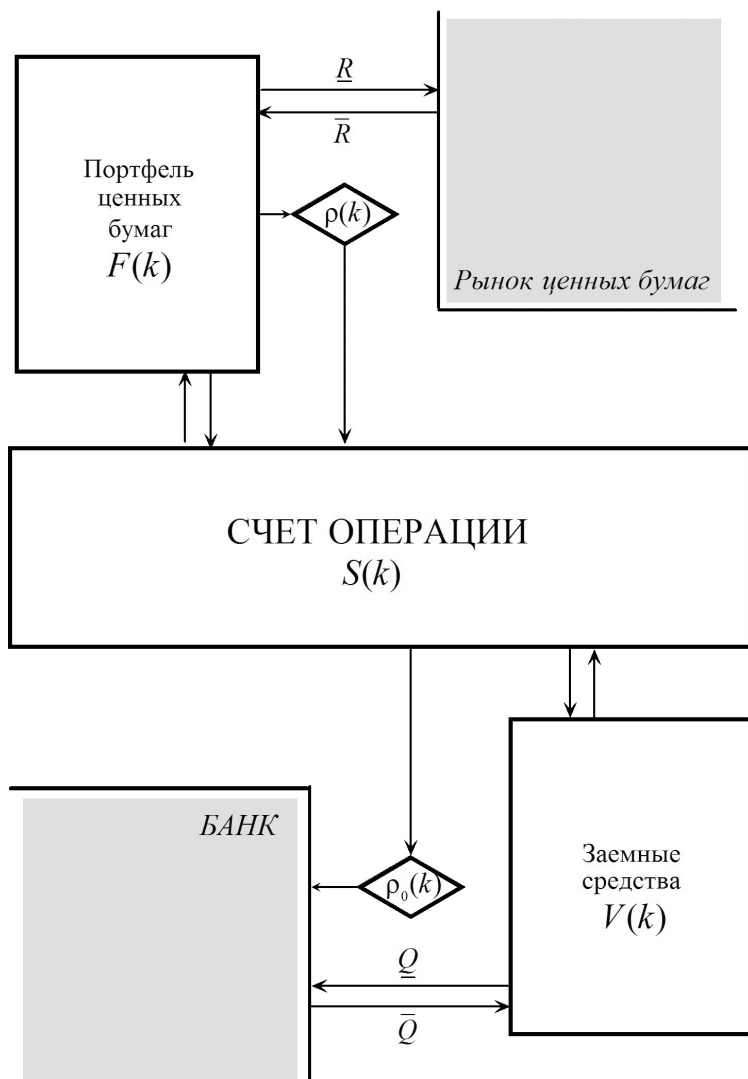 R̲
R̅
Портфель
ценных
бумаг
F(k)
ρ(k)
Рынок ценных бумаг
СЧЕТ ОПЕРАЦИИ
S(k)
БАНК
ρ₀(k)
Заемные
средства
V(k)
Q̲
Q̅